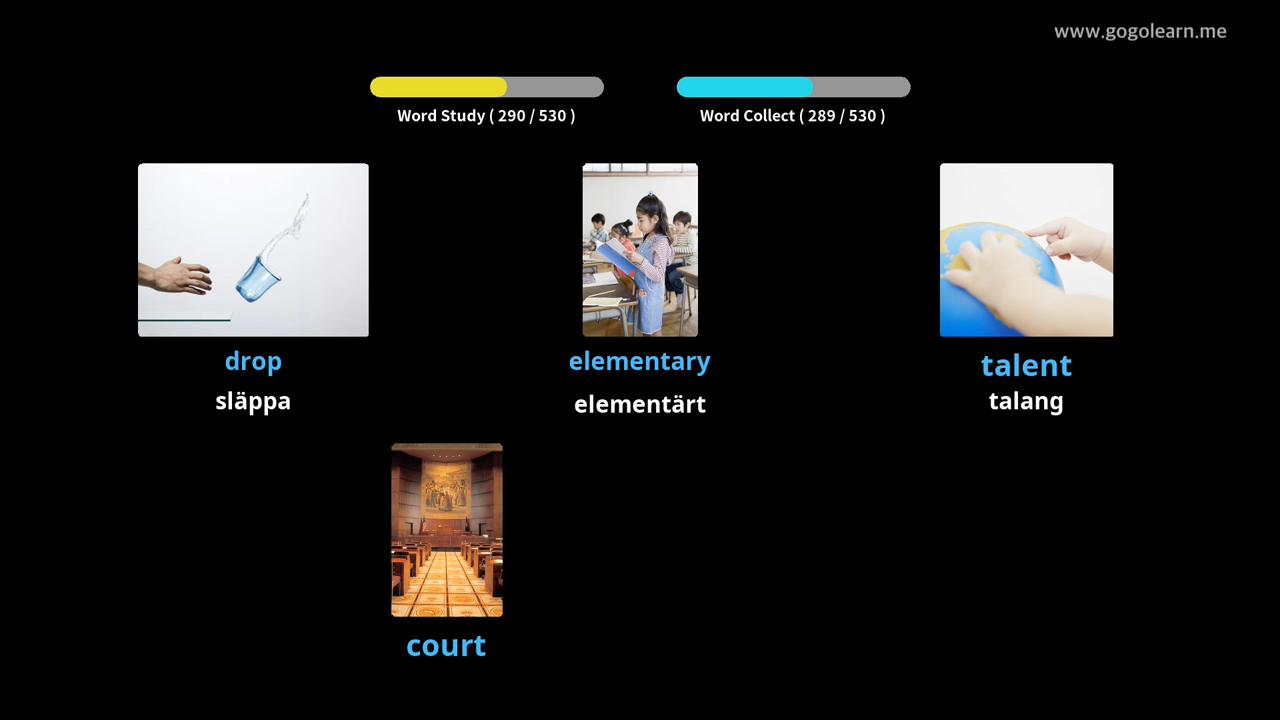 www.gogolearn.me
Word Study ( 290 / 530 )
Word Collect ( 289 / 530 )
drop
släppa
elementary
elementärt
talent
talang
court